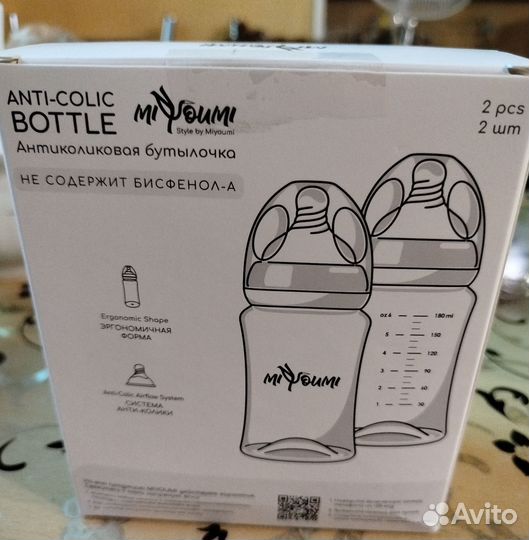 ANTI-COLIC
BOTTLE
MIYOUMI
Style by Miyoumi
2 pcs
2 шт
Антиколиковая бутылочка
НЕ СОДЕРЖИТ БИСФЕНОЛ-А
Ergonomic Shape
ЭРГОНОМИЧНАЯ
ФОРМА
Anti-Colic Airflow System
СИСТЕМА
АНТИ-КОЛИКИ
MIYOUMI
oz 6 180 ml
5 150
4 120
3 90
2 60
1 30
Avito